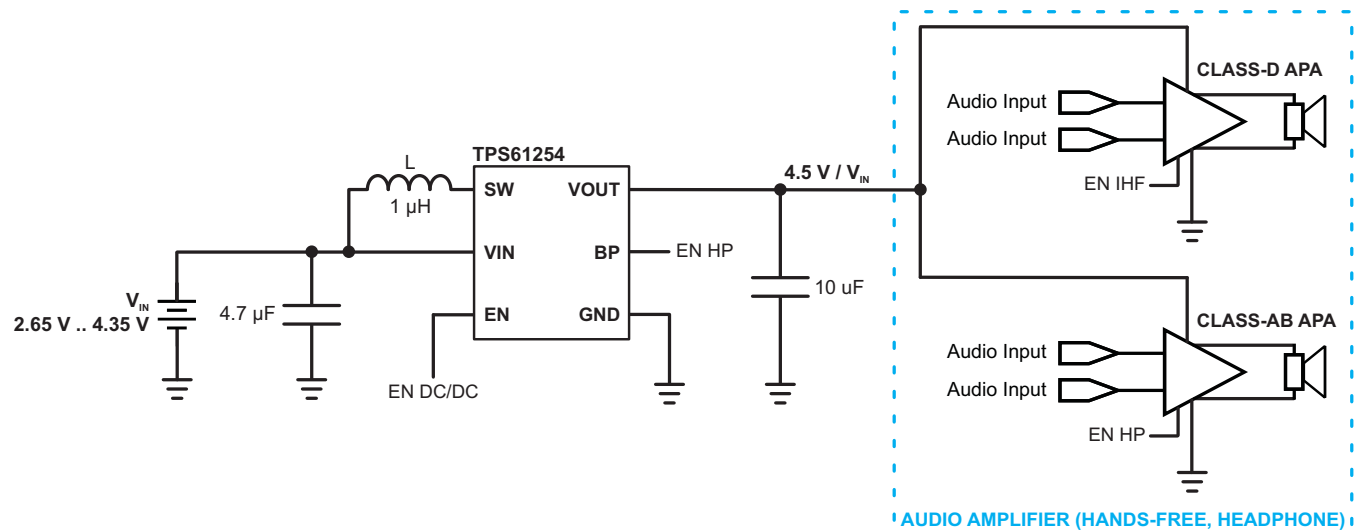 TPS61254
L
1 µH
SW
VOUT
VIN
BP
EN
GND
EN HP
EN DC/DC
V_IN
2.65 V .. 4.35 V
4.7 µF
4.5 V / V_IN
10 uF
CLASS-D APA
Audio Input
Audio Input
EN IHF
CLASS-AB APA
Audio Input
Audio Input
EN HP
AUDIO AMPLIFIER (HANDS-FREE, HEADPHONE)